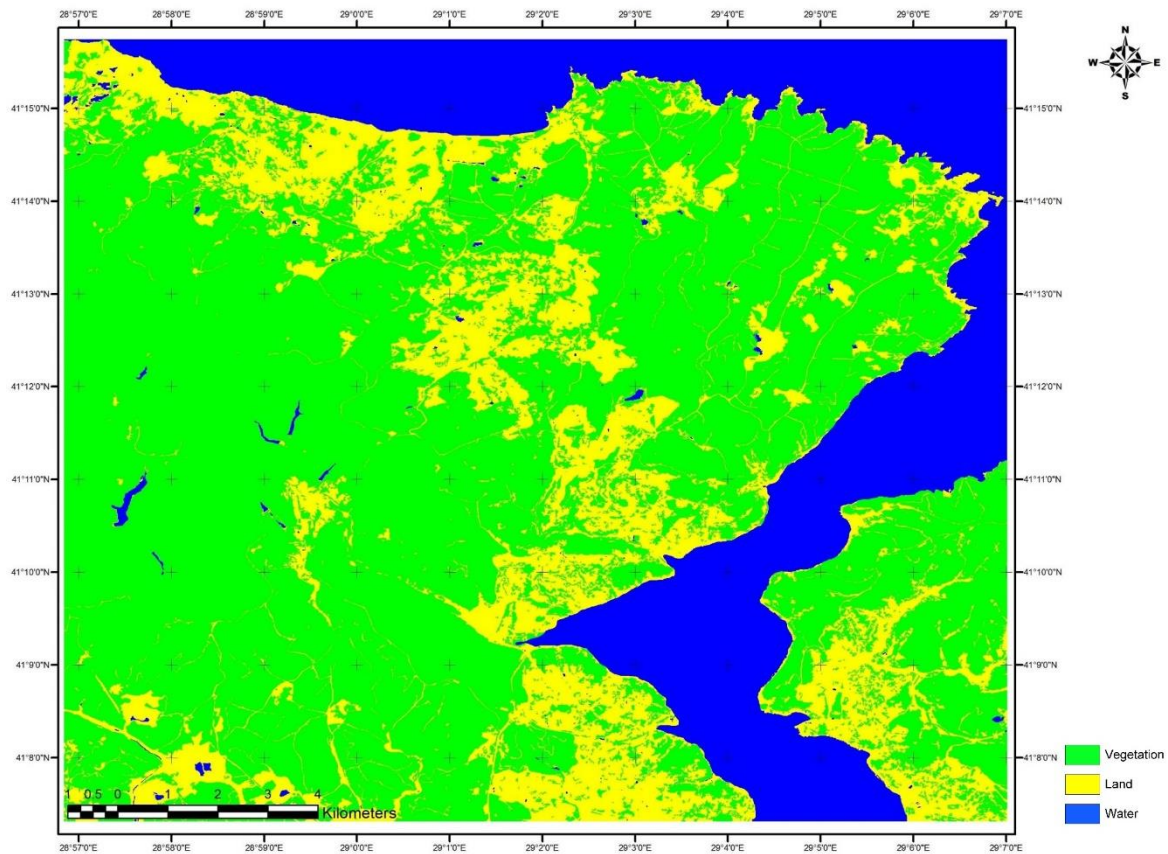 28°57'0"E 28°58'0"E 28°59'0"E 29°0'0"E 29°1'0"E 29°2'0"E 29°3'0"E 29°4'0"E 29°5'0"E 29°6'0"E 29°7'0"E
N
W E
S
41°15'0"N 41°15'0"N
41°14'0"N 41°14'0"N
41°13'0"N 41°13'0"N
41°12'0"N 41°12'0"N
41°11'0"N 41°11'0"N
41°10'0"N 41°10'0"N
41°9'0"N 41°9'0"N
41°8'0"N 41°8'0"N
Vegetation
Land
Water
1 0.5 0 1 2 3 4
Kilometers
28°57'0"E 28°58'0"E 28°59'0"E 29°0'0"E 29°1'0"E 29°2'0"E 29°3'0"E 29°4'0"E 29°5'0"E 29°6'0"E 29°7'0"E